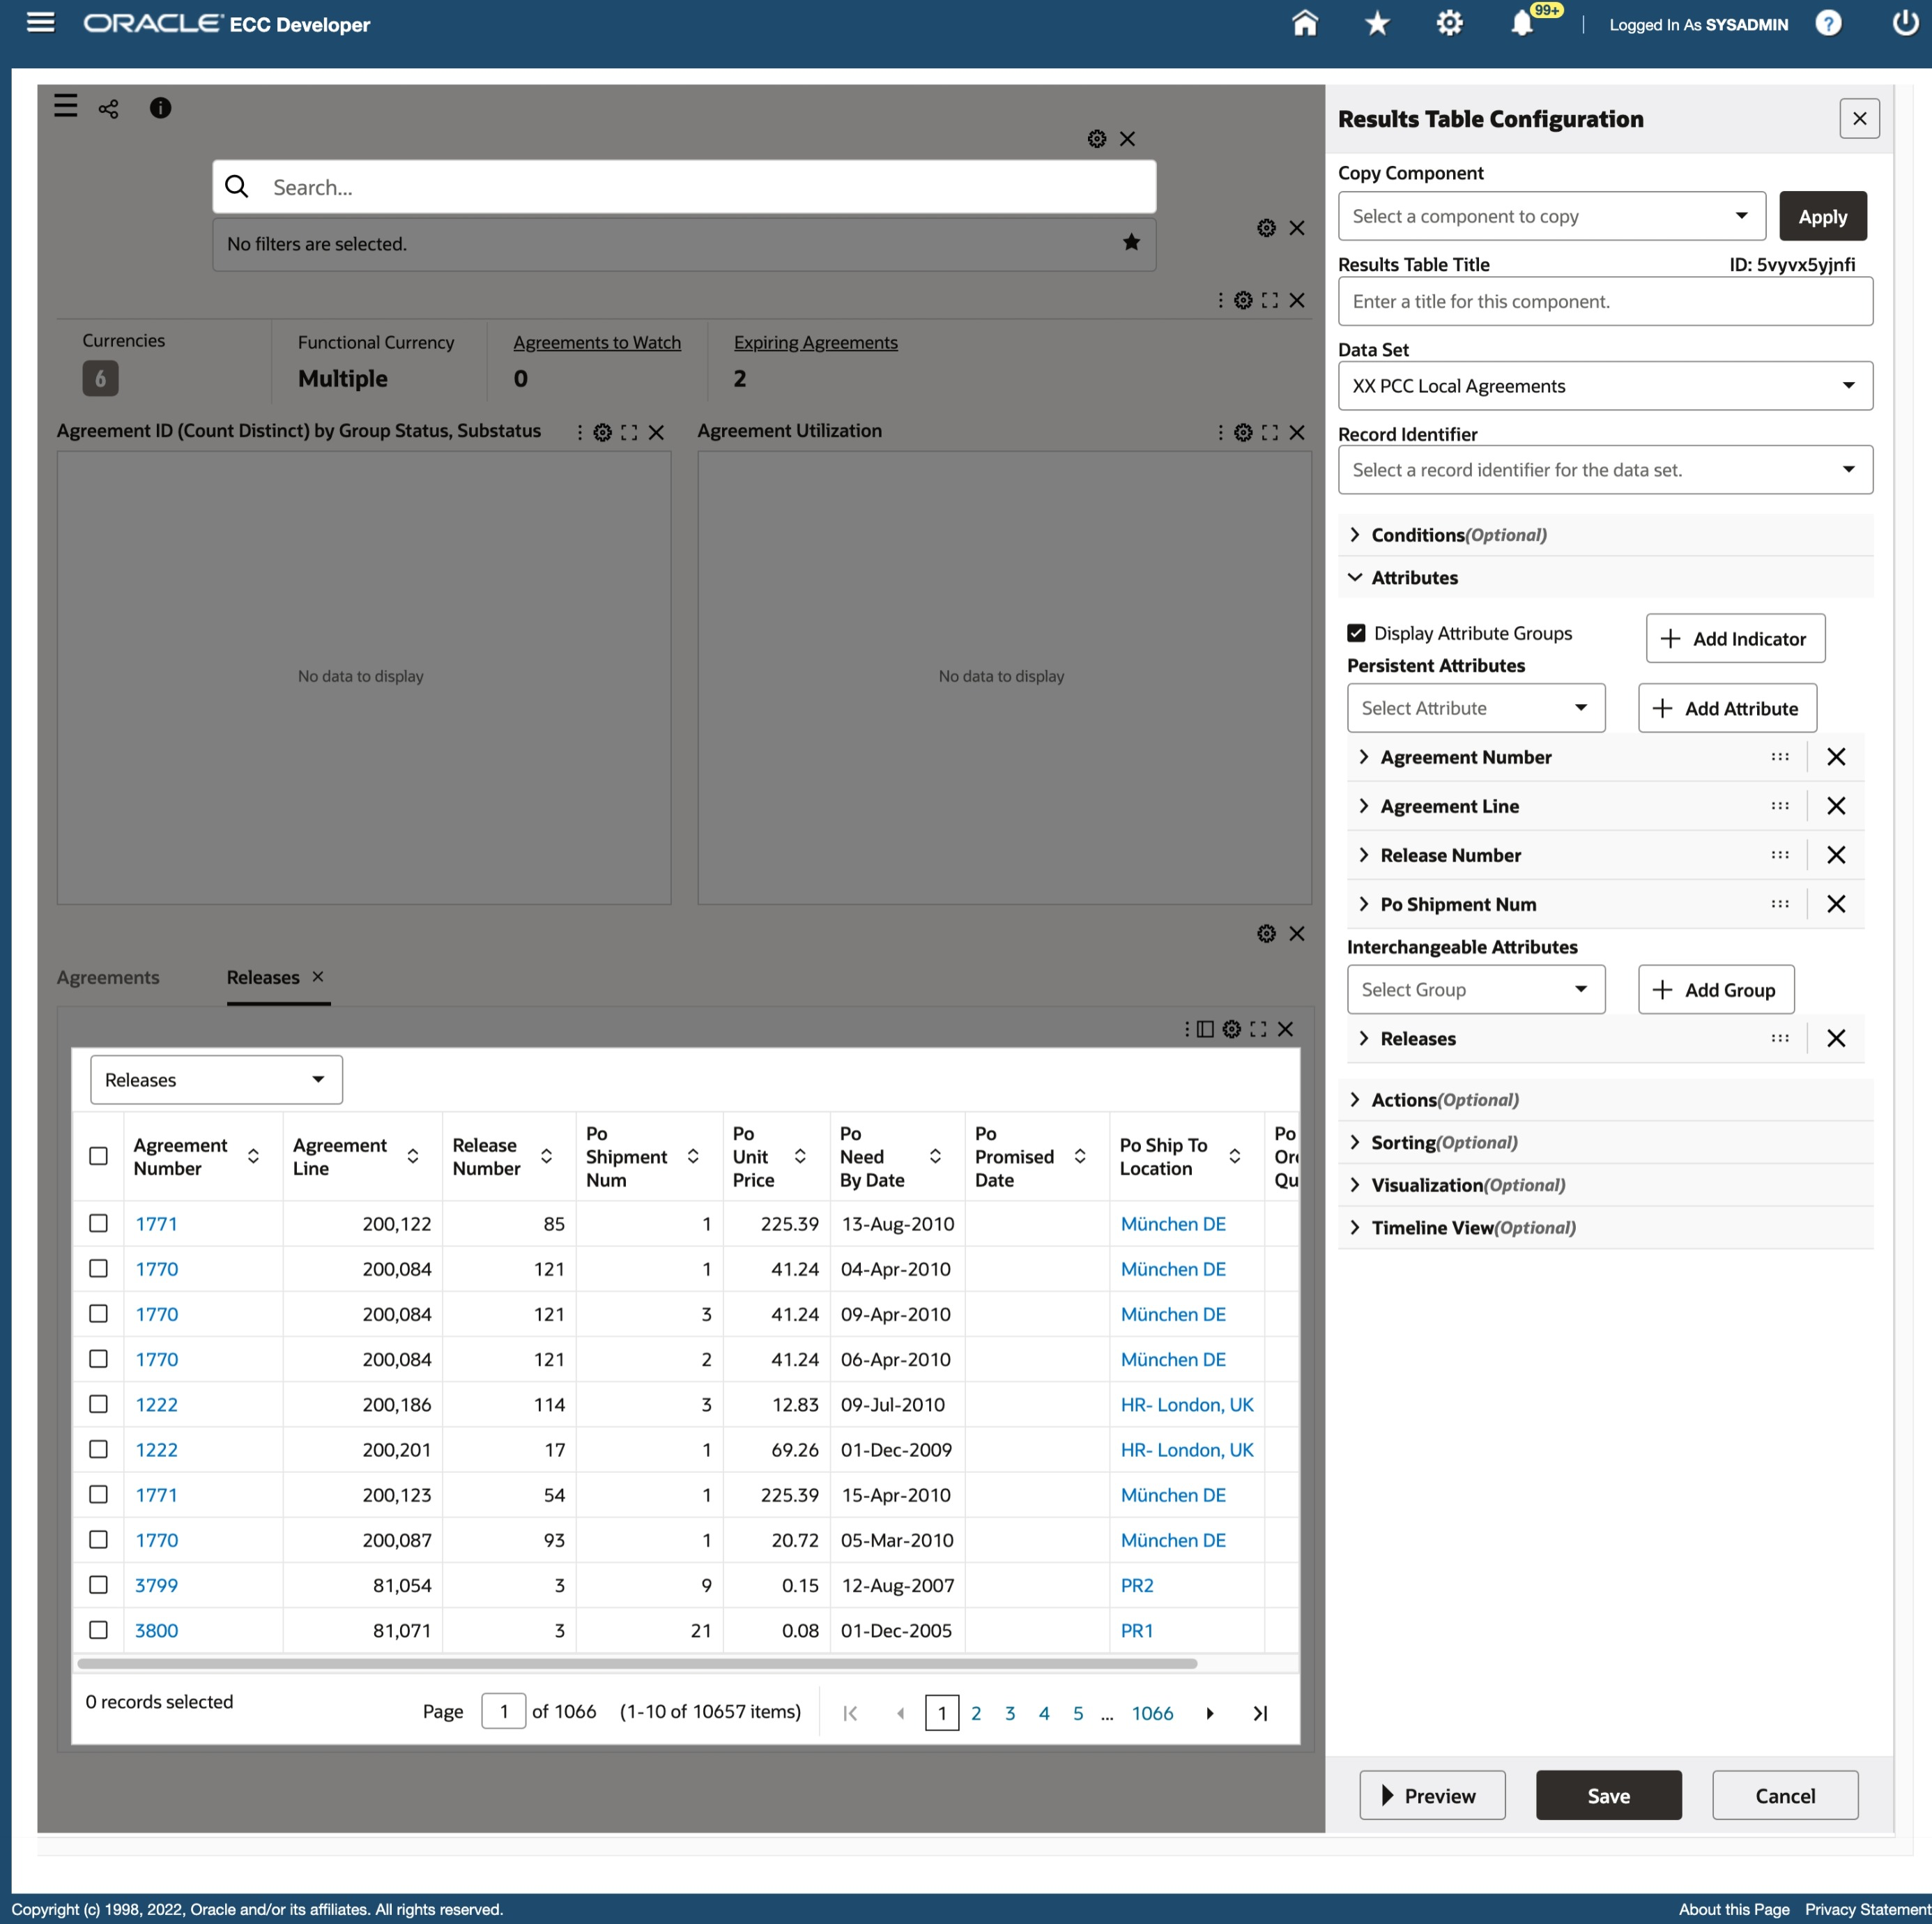 ORACLE ECC Developer
99+
Logged In As SYSADMIN
Search...
No filters are selected.
Currencies
6
Functional Currency
Multiple
Agreements to Watch
0
Expiring Agreements
2
Agreement ID (Count Distinct) by Group Status, Substatus
Agreement Utilization
No data to display
No data to display
Agreements
Releases
Releases
Agreement Number
Agreement Line
Release Number
Po Shipment Num
Po Unit Price
Po Need By Date
Po Promised Date
Po Ship To Location
Po
1771 200,122 85 1 225.39 13-Aug-2010 München DE
1770 200,084 121 1 41.24 04-Apr-2010 München DE
1770 200,084 121 3 41.24 09-Apr-2010 München DE
1770 200,084 121 2 41.24 06-Apr-2010 München DE
1222 200,186 114 3 12.83 09-Jul-2010 HR- London, UK
1222 200,201 17 1 69.26 01-Dec-2009 HR- London, UK
1771 200,123 54 1 225.39 15-Apr-2010 München DE
1770 200,087 93 1 20.72 05-Mar-2010 München DE
3799 81,054 3 9 0.15 12-Aug-2007 PR2
3800 81,071 3 21 0.08 01-Dec-2005 PR1
0 records selected
Page 1 of 1066 (1-10 of 10657 items)
1 2 3 4 5 ... 1066
Results Table Configuration
Copy Component
Select a component to copy
Apply
Results Table Title
ID: 5vyvx5yjnfi
Enter a title for this component.
Data Set
XX PCC Local Agreements
Record Identifier
Select a record identifier for the data set.
Conditions(Optional)
Attributes
Display Attribute Groups
Add Indicator
Persistent Attributes
Select Attribute
Add Attribute
Agreement Number
Agreement Line
Release Number
Po Shipment Num
Interchangeable Attributes
Select Group
Add Group
Releases
Actions(Optional)
Sorting(Optional)
Visualization(Optional)
Timeline View(Optional)
Preview
Save
Cancel
Copyright (c) 1998, 2022, Oracle and/or its affiliates. All rights reserved.
About this Page
Privacy Statement